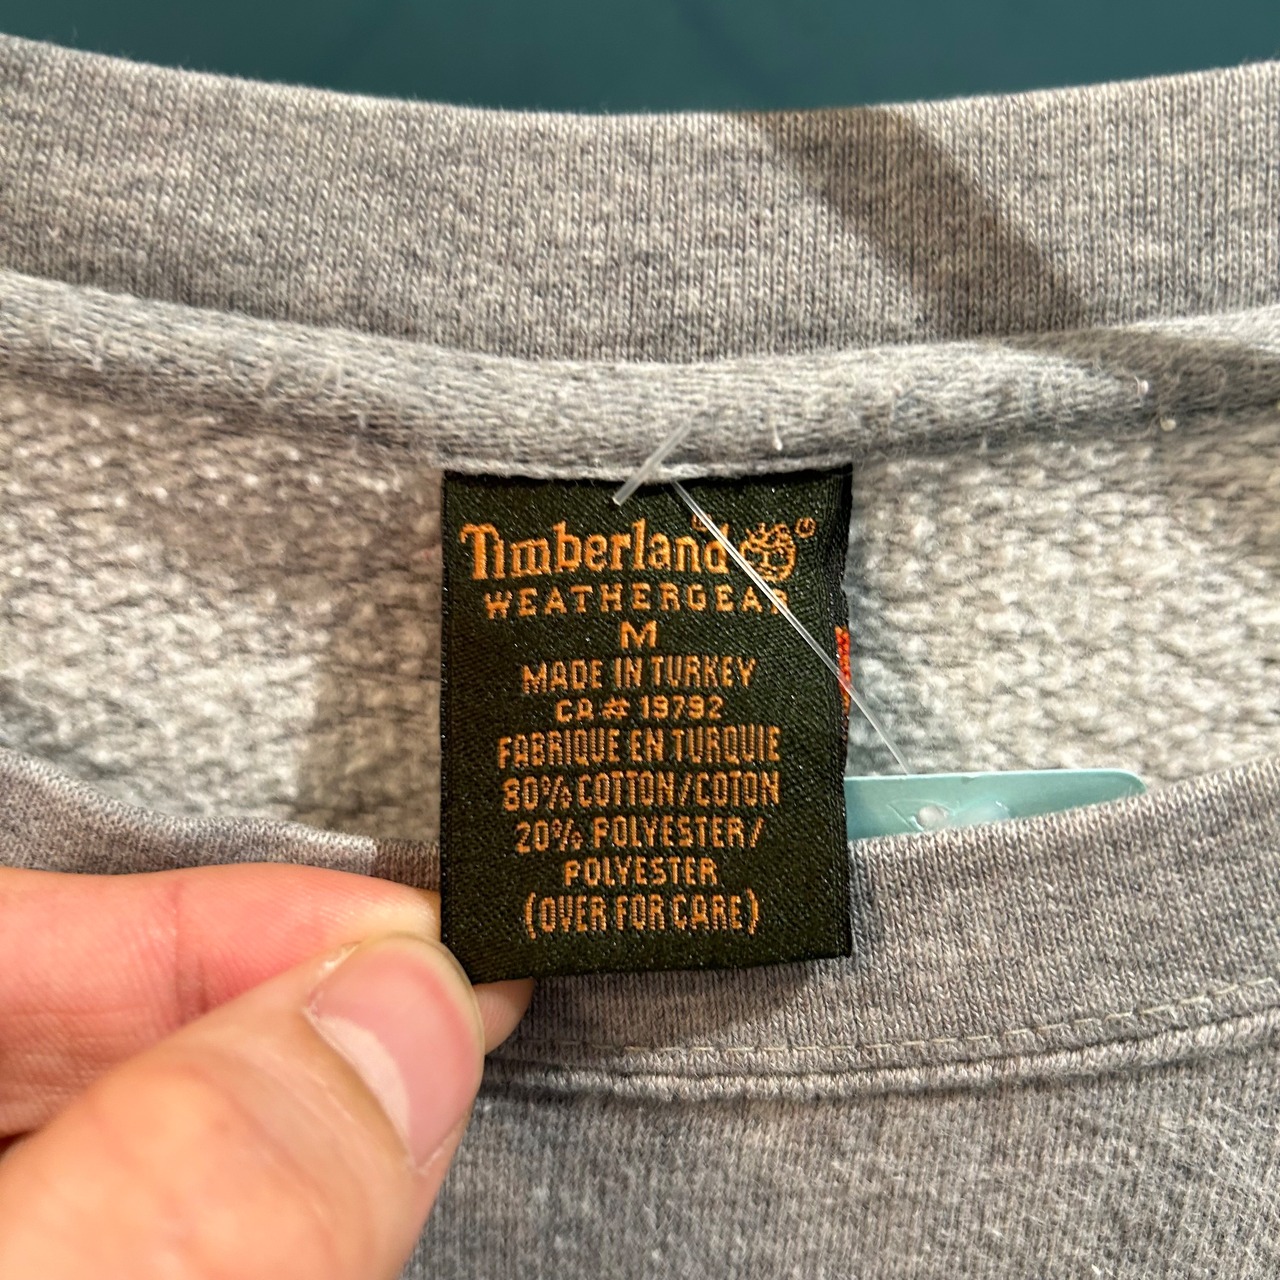 Timberland ®
WEATHERGEAR
M
MADE IN TURKEY
CA# 19792
FABRIQUE EN TURQUIE
80% COTTON/COTON
20% POLYESTER/
POLYESTER
(OVER FOR CARE)